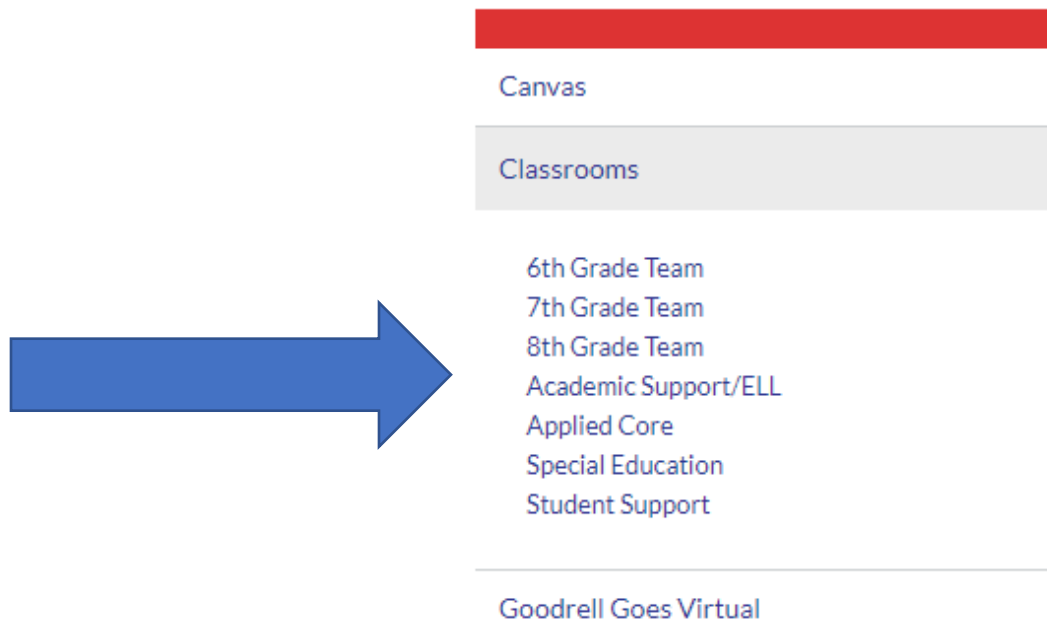 Canvas
Classrooms
6th Grade Team
7th Grade Team
8th Grade Team
Academic Support/ELL
Applied Core
Special Education
Student Support
Goodrell Goes Virtual